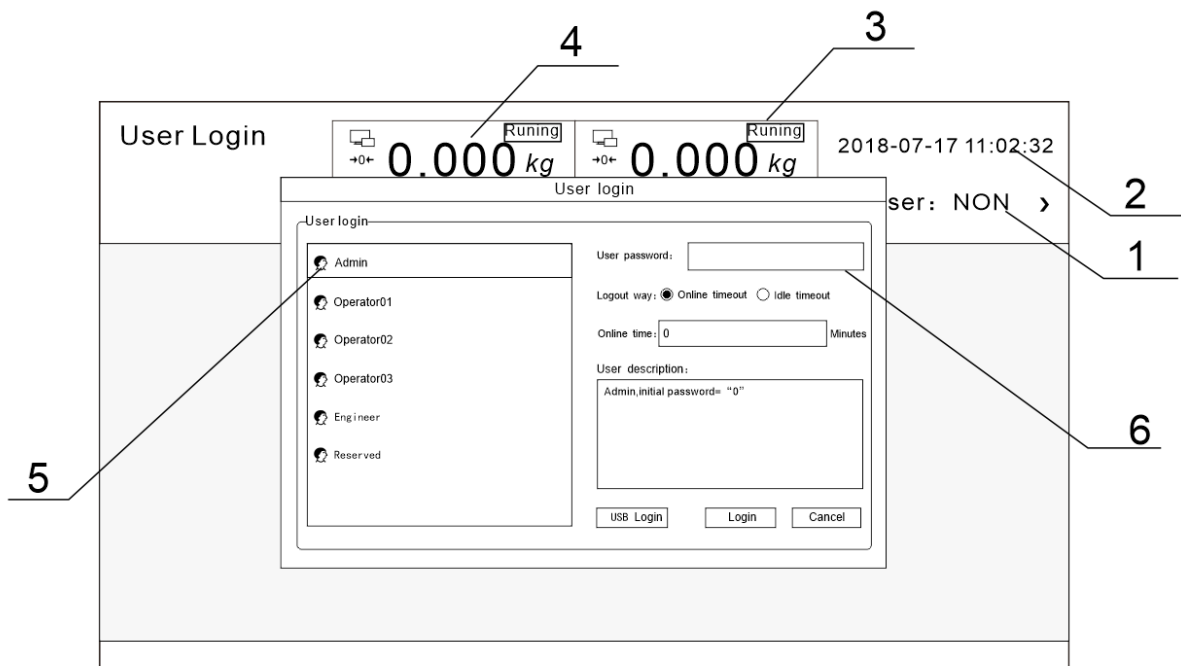 4
3
User Login
Runing
Runing
→0←
0.000 kg
→0←
0.000 kg
2018-07-17 11:02:32
2
User login
ser: NON ›
1
User login
Admin
Operator01
Operator02
Operator03
Engineer
Reserved
5
User password:
Logout way: Online timeout Idle timeout
Online time: 0 Minutes
User description:
Admin,initial password= “0”
6
USB Login Login Cancel